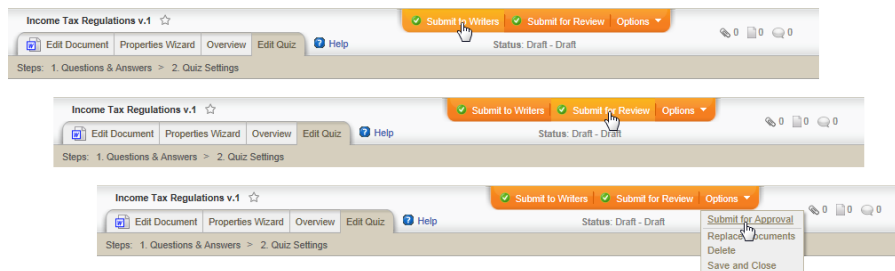 Income Tax Regulations v.1 Submit to Writers Submit for Review Options
Edit Document Properties Wizard Overview Edit Quiz Help Status: Draft - Draft 0 0 0
Steps: 1. Questions & Answers > 2. Quiz Settings
Income Tax Regulations v.1 Submit to Writers Submit for Review Options
Edit Document Properties Wizard Overview Edit Quiz Help Status: Draft - Draft 0 0 0
Steps: 1. Questions & Answers > 2. Quiz Settings
Income Tax Regulations v.1 Submit to Writers Submit for Review Options
Edit Document Properties Wizard Overview Edit Quiz Help Status: Draft - Draft 0 0 0
Submit for Approval
Steps: 1. Questions & Answers > 2. Quiz Settings
Replace Documents
Delete
Save and Close